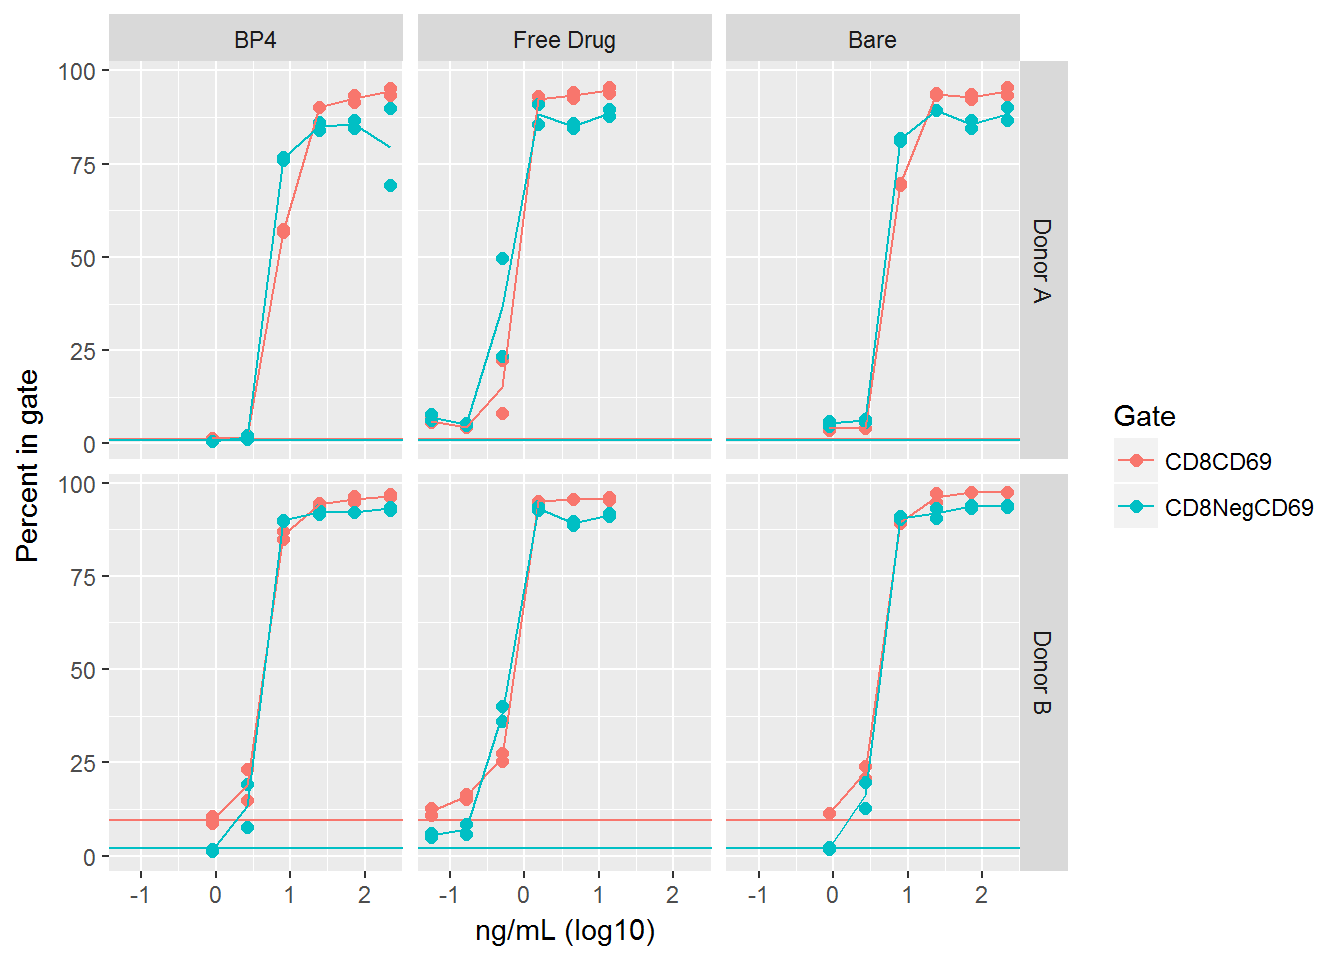 BP4 Free Drug Bare
100
75
50
25
0
Donor A
100
75
50
25
0
Donor B
Percent in gate
-1 0 1 2 -1 0 1 2 -1 0 1 2
ng/mL (log10)
Gate
CD8CD69
CD8NegCD69